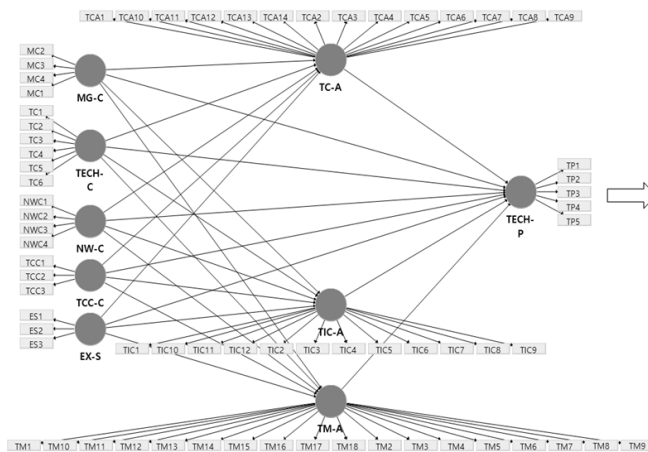 TCA1 TCA10 TCA11 TCA12 TCA13 TCA14 TCA2 TCA3 TCA4 TCA5 TCA6 TCA7 TCA8 TCA9
TC-A
MC2
MC3
MC4
MC1
MG-C
TC1
TC2
TC3
TC4
TC5
TC6
TECH-
C
NWC1
NWC2
NWC3
NWC4
NW-C
TCC1
TCC2
TCC3
TCC-C
ES1
ES2
ES3
EX-S
TP1
TP2
TP3
TP4
TP5
TECH-
P
TIC-A
TIC1 TIC10 TIC11 TIC12 TIC2 TIC3 TIC4 TIC5 TIC6 TIC7 TIC8 TIC9
TM-A
TM1 TM10 TM11 TM12 TM13 TM14 TM15 TM16 TM17 TM18 TM2 TM3 TM4 TM5 TM6 TM7 TM8 TM9